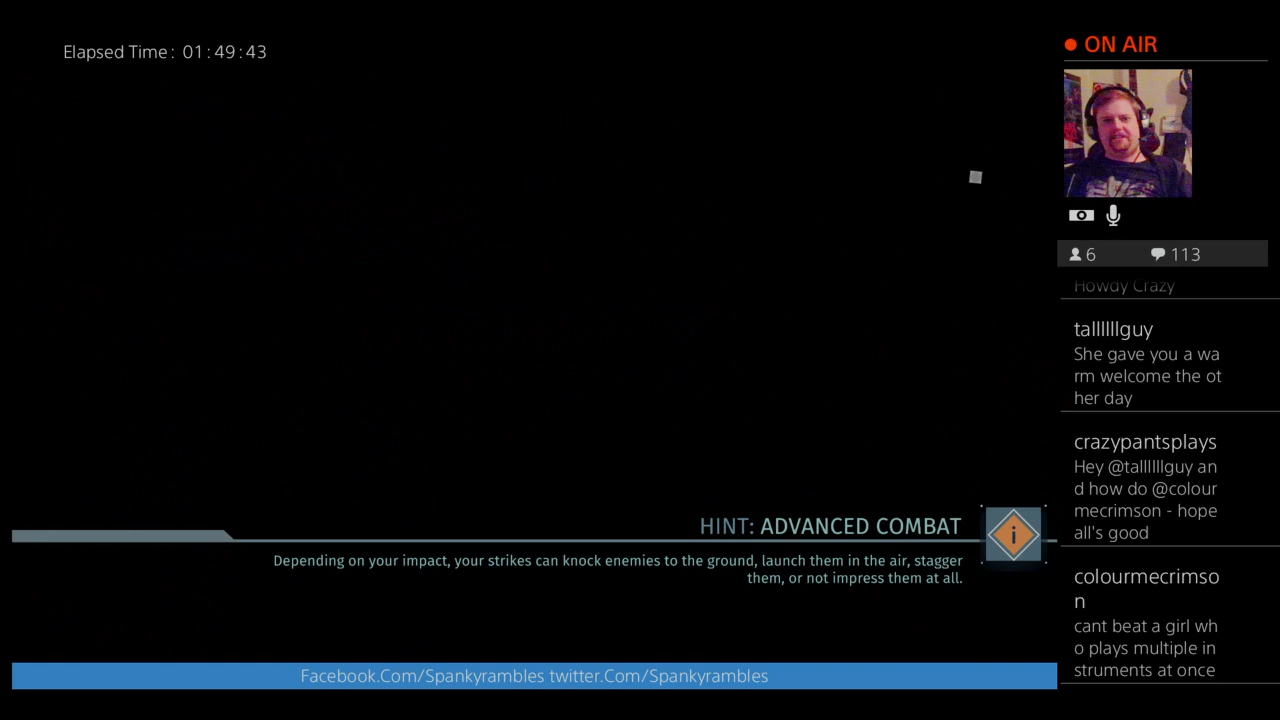 Elapsed Time: 01:49:43
ON AIR
6 113
Howdy Crazy
talllllguy
She gave you a wa
rm welcome the ot
her day
crazypantsplays
Hey @talllllguy an
d how do @colour
mecrimson - hope
all's good
colourmecrimso
n
cant beat a girl wh
o plays multiple in
struments at once
HINT: ADVANCED COMBAT
i
Depending on your impact, your strikes can knock enemies to the ground, launch them in the air, stagger
them, or not impress them at all.
Facebook.Com/Spankyrambles twitter.Com/Spankyrambles